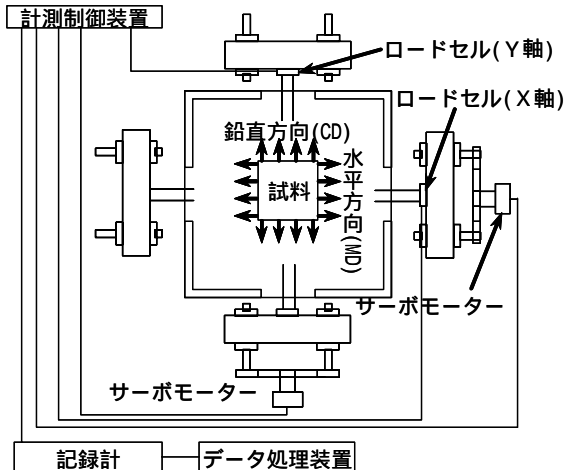 計測制御装置
ロードセル(Y軸)
ロードセル(X軸)
鉛直方向(CD)
試料
水平方向(MD)
サーボモーター
サーボモーター
記録計
データ処理装置